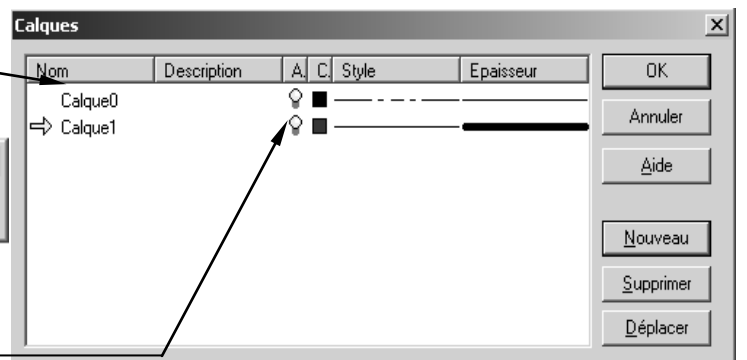 Calques
Nom Description A. C. Style Epaisseur
Calque0
Calque1
OK
Annuler
Aide
Nouveau
Supprimer
Déplacer